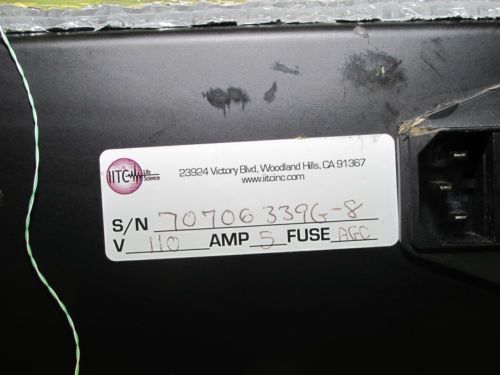 IITC Life Science
23924 Victory Blvd, Woodland Hills, CA 91367
www.iitcinc.com
S/N 70706339G-8
V 110 AMP 5 FUSE AGC